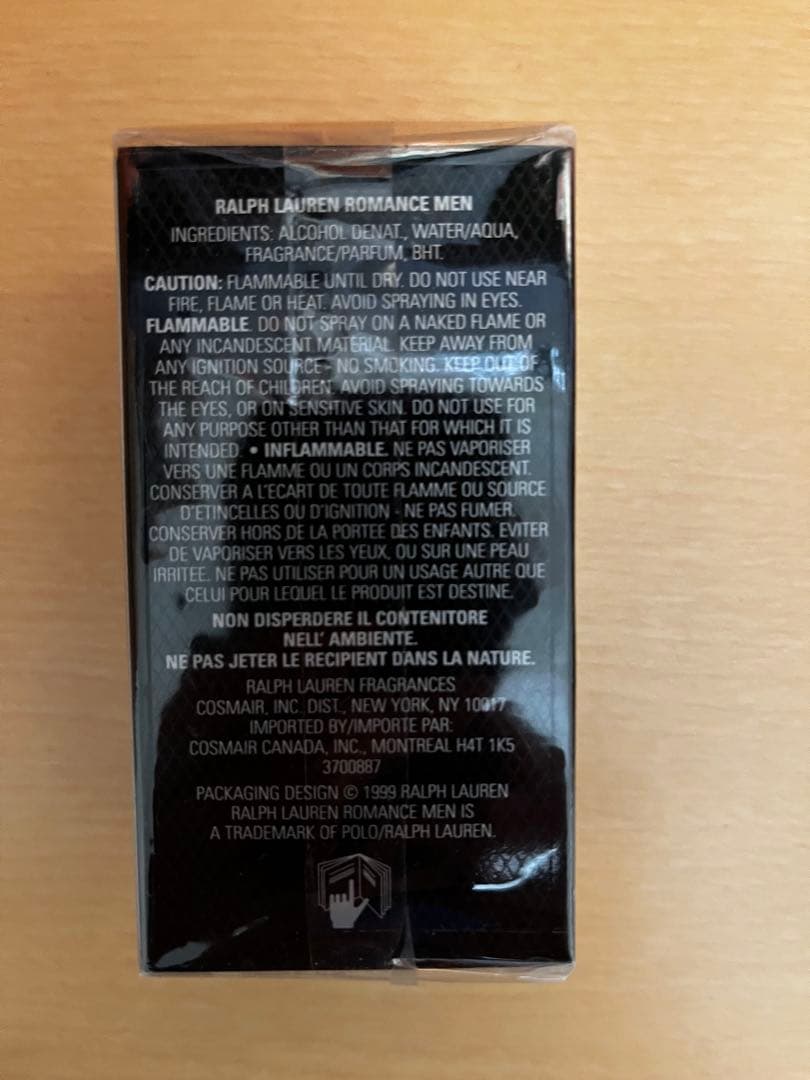 RALPH LAUREN ROMANCE MEN
INGREDIENTS: ALCOHOL DENAT., WATER/AQUA,
FRAGRANCE/PARFUM, BHT.
CAUTION: FLAMMABLE UNTIL DRY. DO NOT USE NEAR
FIRE, FLAME OR HEAT. AVOID SPRAYING IN EYES.
FLAMMABLE. DO NOT SPRAY ON A NAKED FLAME OR
ANY INCANDESCENT MATERIAL. KEEP AWAY FROM
ANY IGNITION SOURCE - NO SMOKING. KEEP OUT OF
THE REACH OF CHILDREN. AVOID SPRAYING TOWARDS
THE EYES, OR ON SENSITIVE SKIN. DO NOT USE FOR
ANY PURPOSE OTHER THAN THAT FOR WHICH IT IS
INTENDED. • INFLAMMABLE. NE PAS VAPORISER
VERS UNE FLAMME OU UN CORPS INCANDESCENT.
CONSERVER A L'ECART DE TOUTE FLAMME OU SOURCE
D'ETINCELLES OU D'IGNITION - NE PAS FUMER.
CONSERVER HORS DE LA PORTEE DES ENFANTS. EVITER
DE VAPORISER VERS LES YEUX, OU SUR UNE PEAU
IRRITEE. NE PAS UTILISER POUR UN USAGE AUTRE QUE
CELUI POUR LEQUEL LE PRODUIT EST DESTINE.
NON DISPERDERE IL CONTENITORE
NELL' AMBIENTE.
NE PAS JETER LE RECIPIENT DANS LA NATURE.
RALPH LAUREN FRAGRANCES
COSMAIR, INC. DIST., NEW YORK, NY 10017
IMPORTED BY/IMPORTE PAR:
COSMAIR CANADA, INC., MONTREAL H4T 1K5
3700887
PACKAGING DESIGN © 1999 RALPH LAUREN
RALPH LAUREN ROMANCE MEN IS
A TRADEMARK OF POLO/RALPH LAUREN.